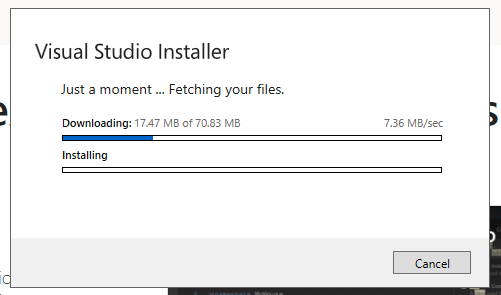 Visual Studio Installer
Just a moment ... Fetching your files.
Downloading: 17.47 MB of 70.83 MB 7.36 MB/sec
Installing
Cancel